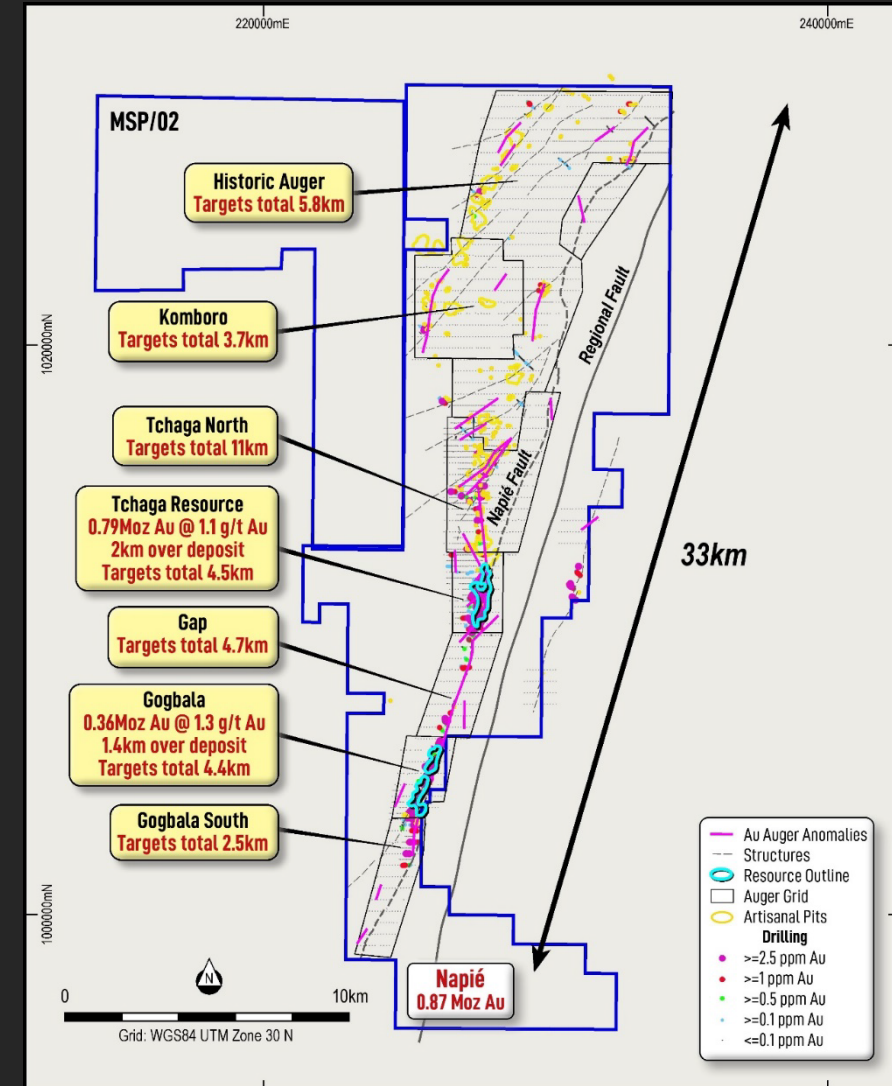 220000mE
240000mE
MSP/02
Historic Auger
Targets total 5.8km
1020000mN
Komboro
Targets total 3.7km
Regional Fault
Tchaga North
Targets total 11km
Napié Fault
Tchaga Resource
0.79Moz Au @ 1.1 g/t Au
2km over deposit
Targets total 4.5km
33km
Gap
Targets total 4.7km
Gogbala
0.36Moz Au @ 1.3 g/t Au
1.4km over deposit
Targets total 4.4km
Gogbala South
Targets total 2.5km
1000000mN
Napié
0.87 Moz Au
N
0
10km
Grid: WGS84 UTM Zone 30 N
Au Auger Anomalies
Structures
Resource Outline
Auger Grid
Artisanal Pits
Drilling
>=2.5 ppm Au
>=1 ppm Au
>=0.5 ppm Au
>=0.1 ppm Au
<=0.1 ppm Au